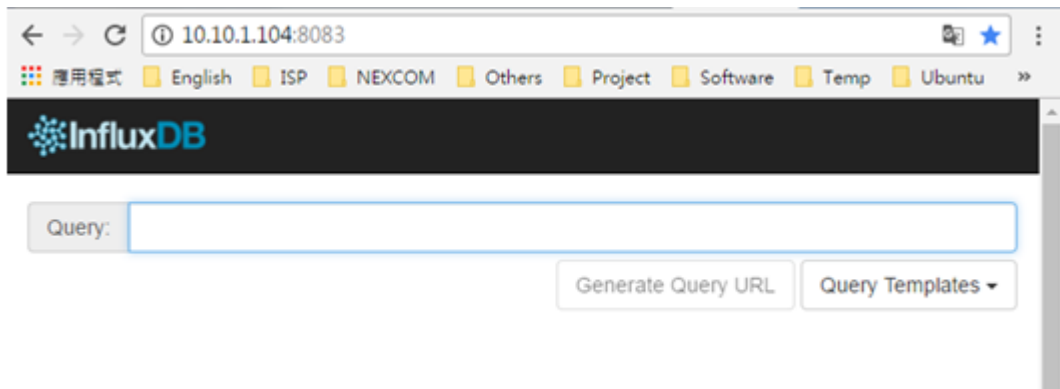 10.10.1.104:8083
應用程式 English ISP NEXCOM Others Project Software Temp Ubuntu »
InfluxDB
Query:
Generate Query URL Query Templates